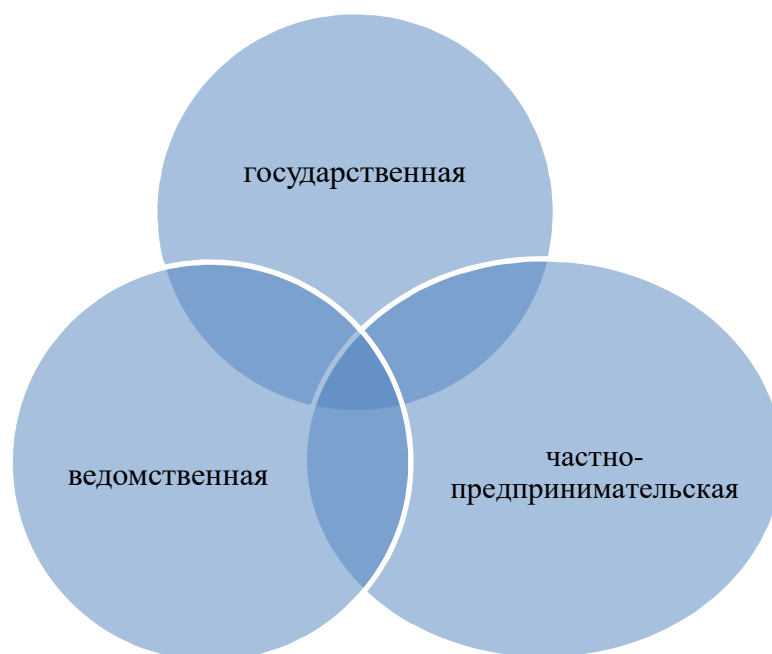 государственная
ведомственная
частно-
предпринимательская